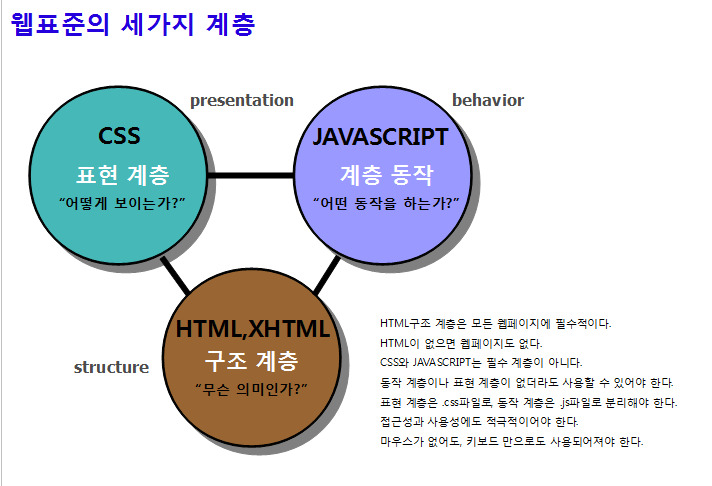 웹표준의 세가지 계층
presentation
behavior
CSS
표현 계층
“어떻게 보이는가?”
JAVASCRIPT
계층 동작
“어떤 동작을 하는가?”
HTML,XHTML
구조 계층
“무슨 의미인가?”
structure
HTML구조 계층은 모든 웹페이지에 필수적이다.
HTML이 없으면 웹페이지도 없다.
CSS와 JAVASCRIPT는 필수 계층이 아니다.
동작 계층이나 표현 계층이 없더라도 사용할 수 있어야 한다.
표현 계층은 .css파일로, 동작 계층은 .js파일로 분리해야 한다.
접근성과 사용성에도 적극적이어야 한다.
마우스가 없어도, 키보드 만으로도 사용되어져야 한다.